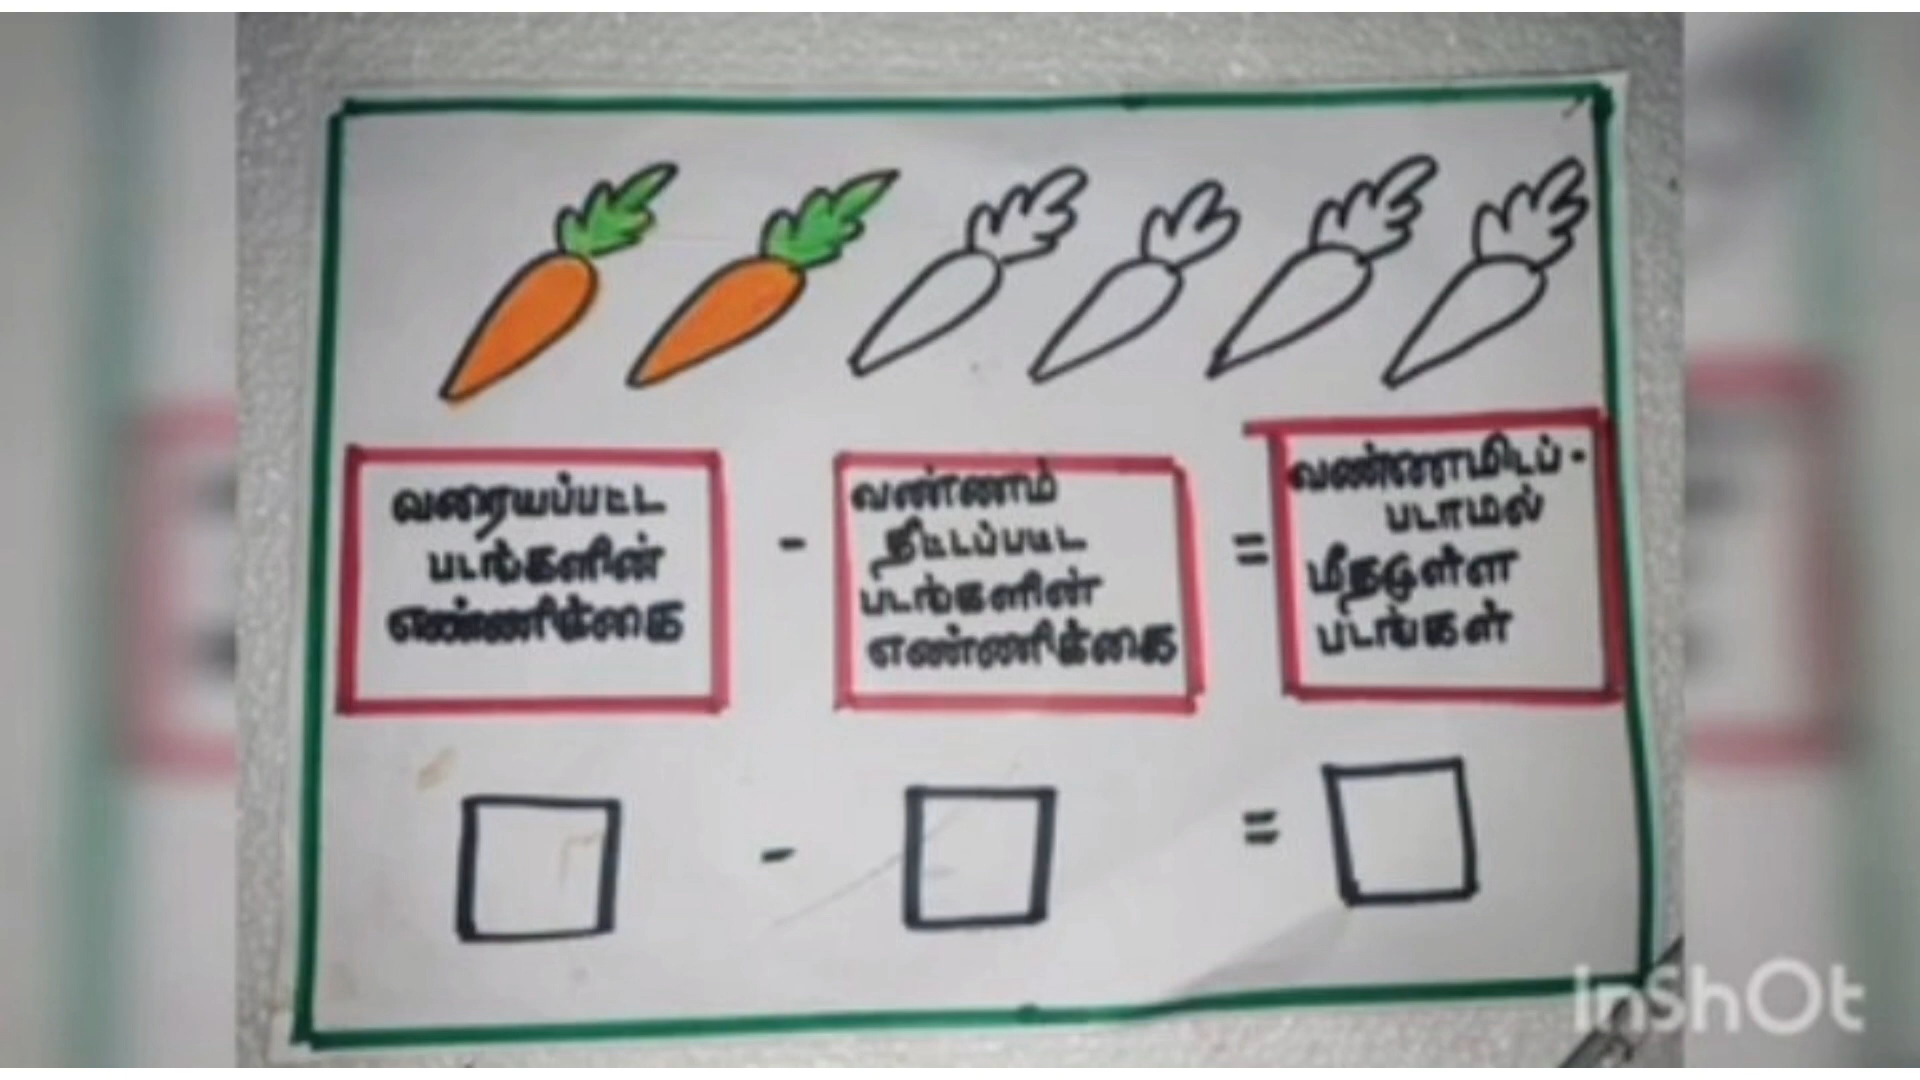 வரையப்பட்ட
படங்களின்
எண்ணிக்கை
-
வண்ணம்
தீட்டப்பட்ட
படங்களின்
எண்ணிக்கை
=
வண்ணமிடப்-
படாமல்
மீதமுள்ள
படங்கள்
- =
InShOt